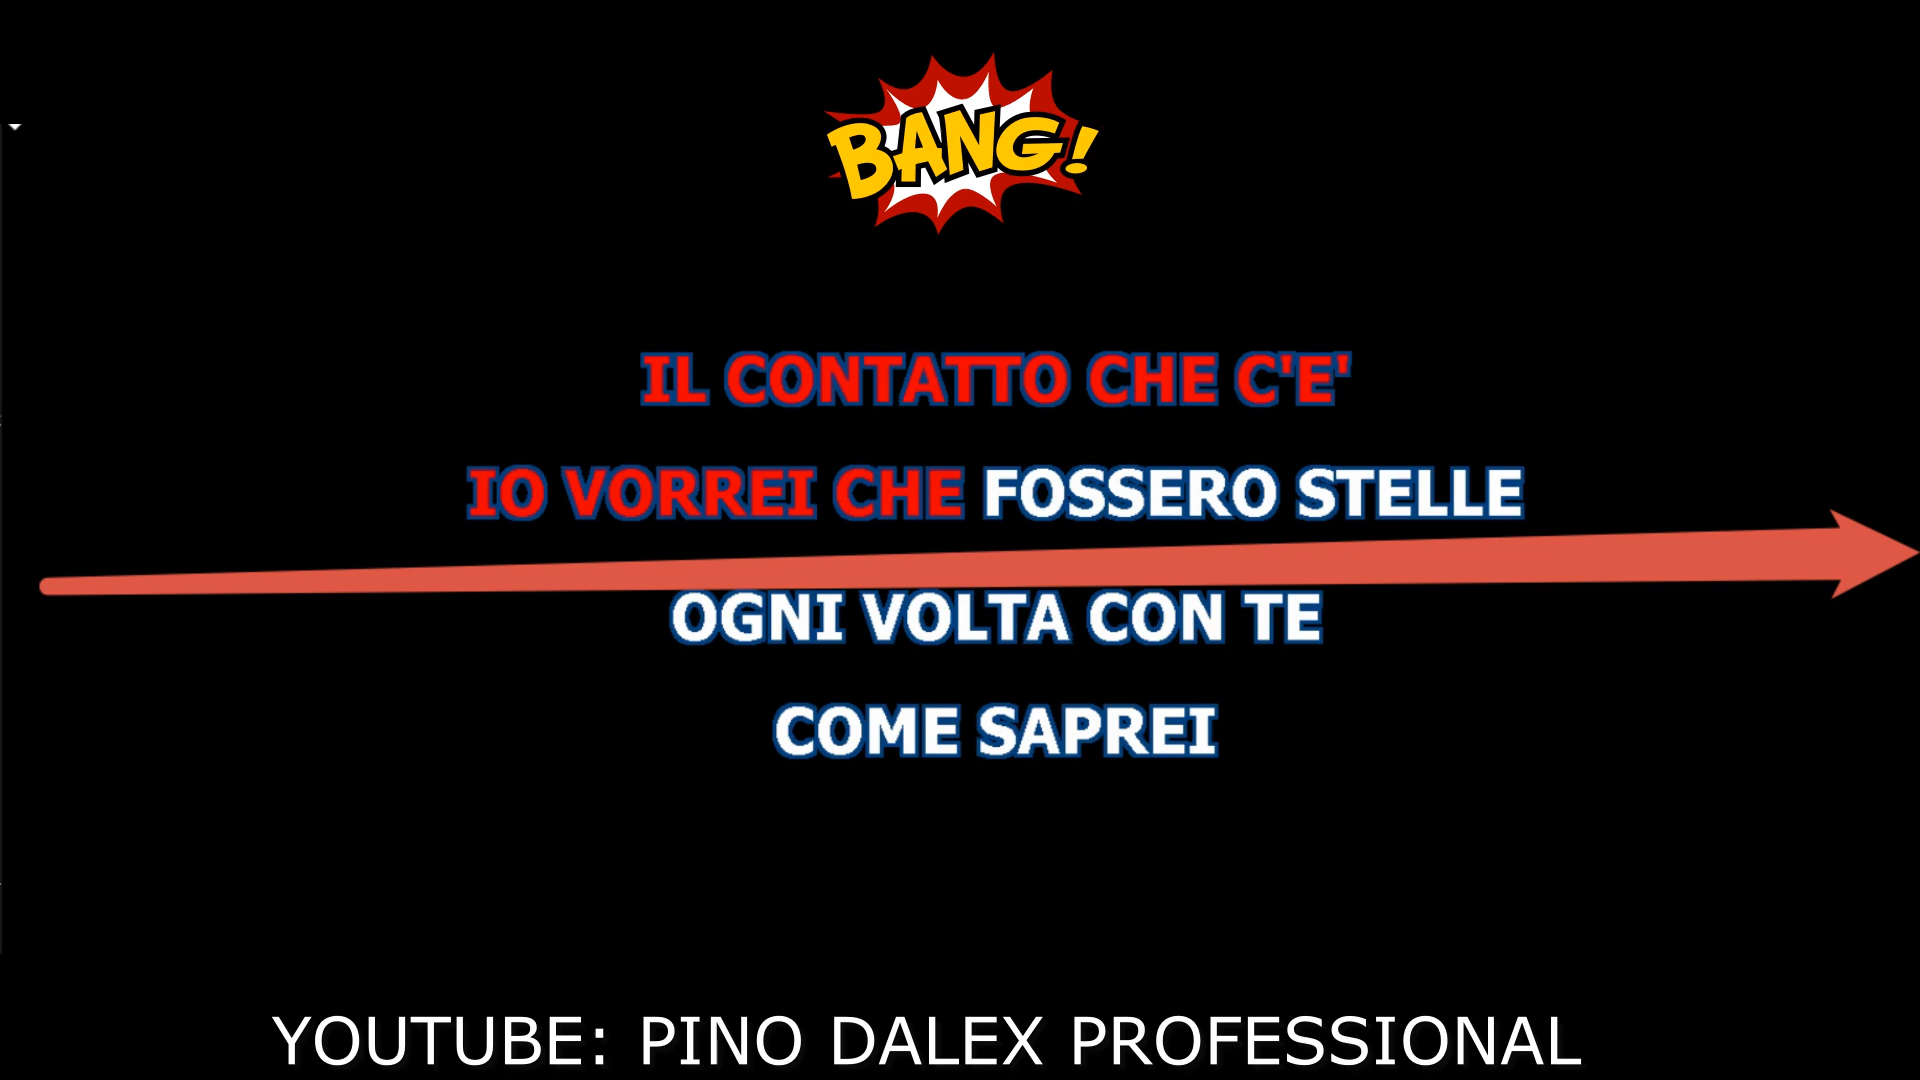 BANG!
IL CONTATTO CHE C'E'
IO VORREI CHE FOSSERO STELLE
OGNI VOLTA CON TE
COME SAPREI
YOUTUBE: PINO DALEX PROFESSIONAL